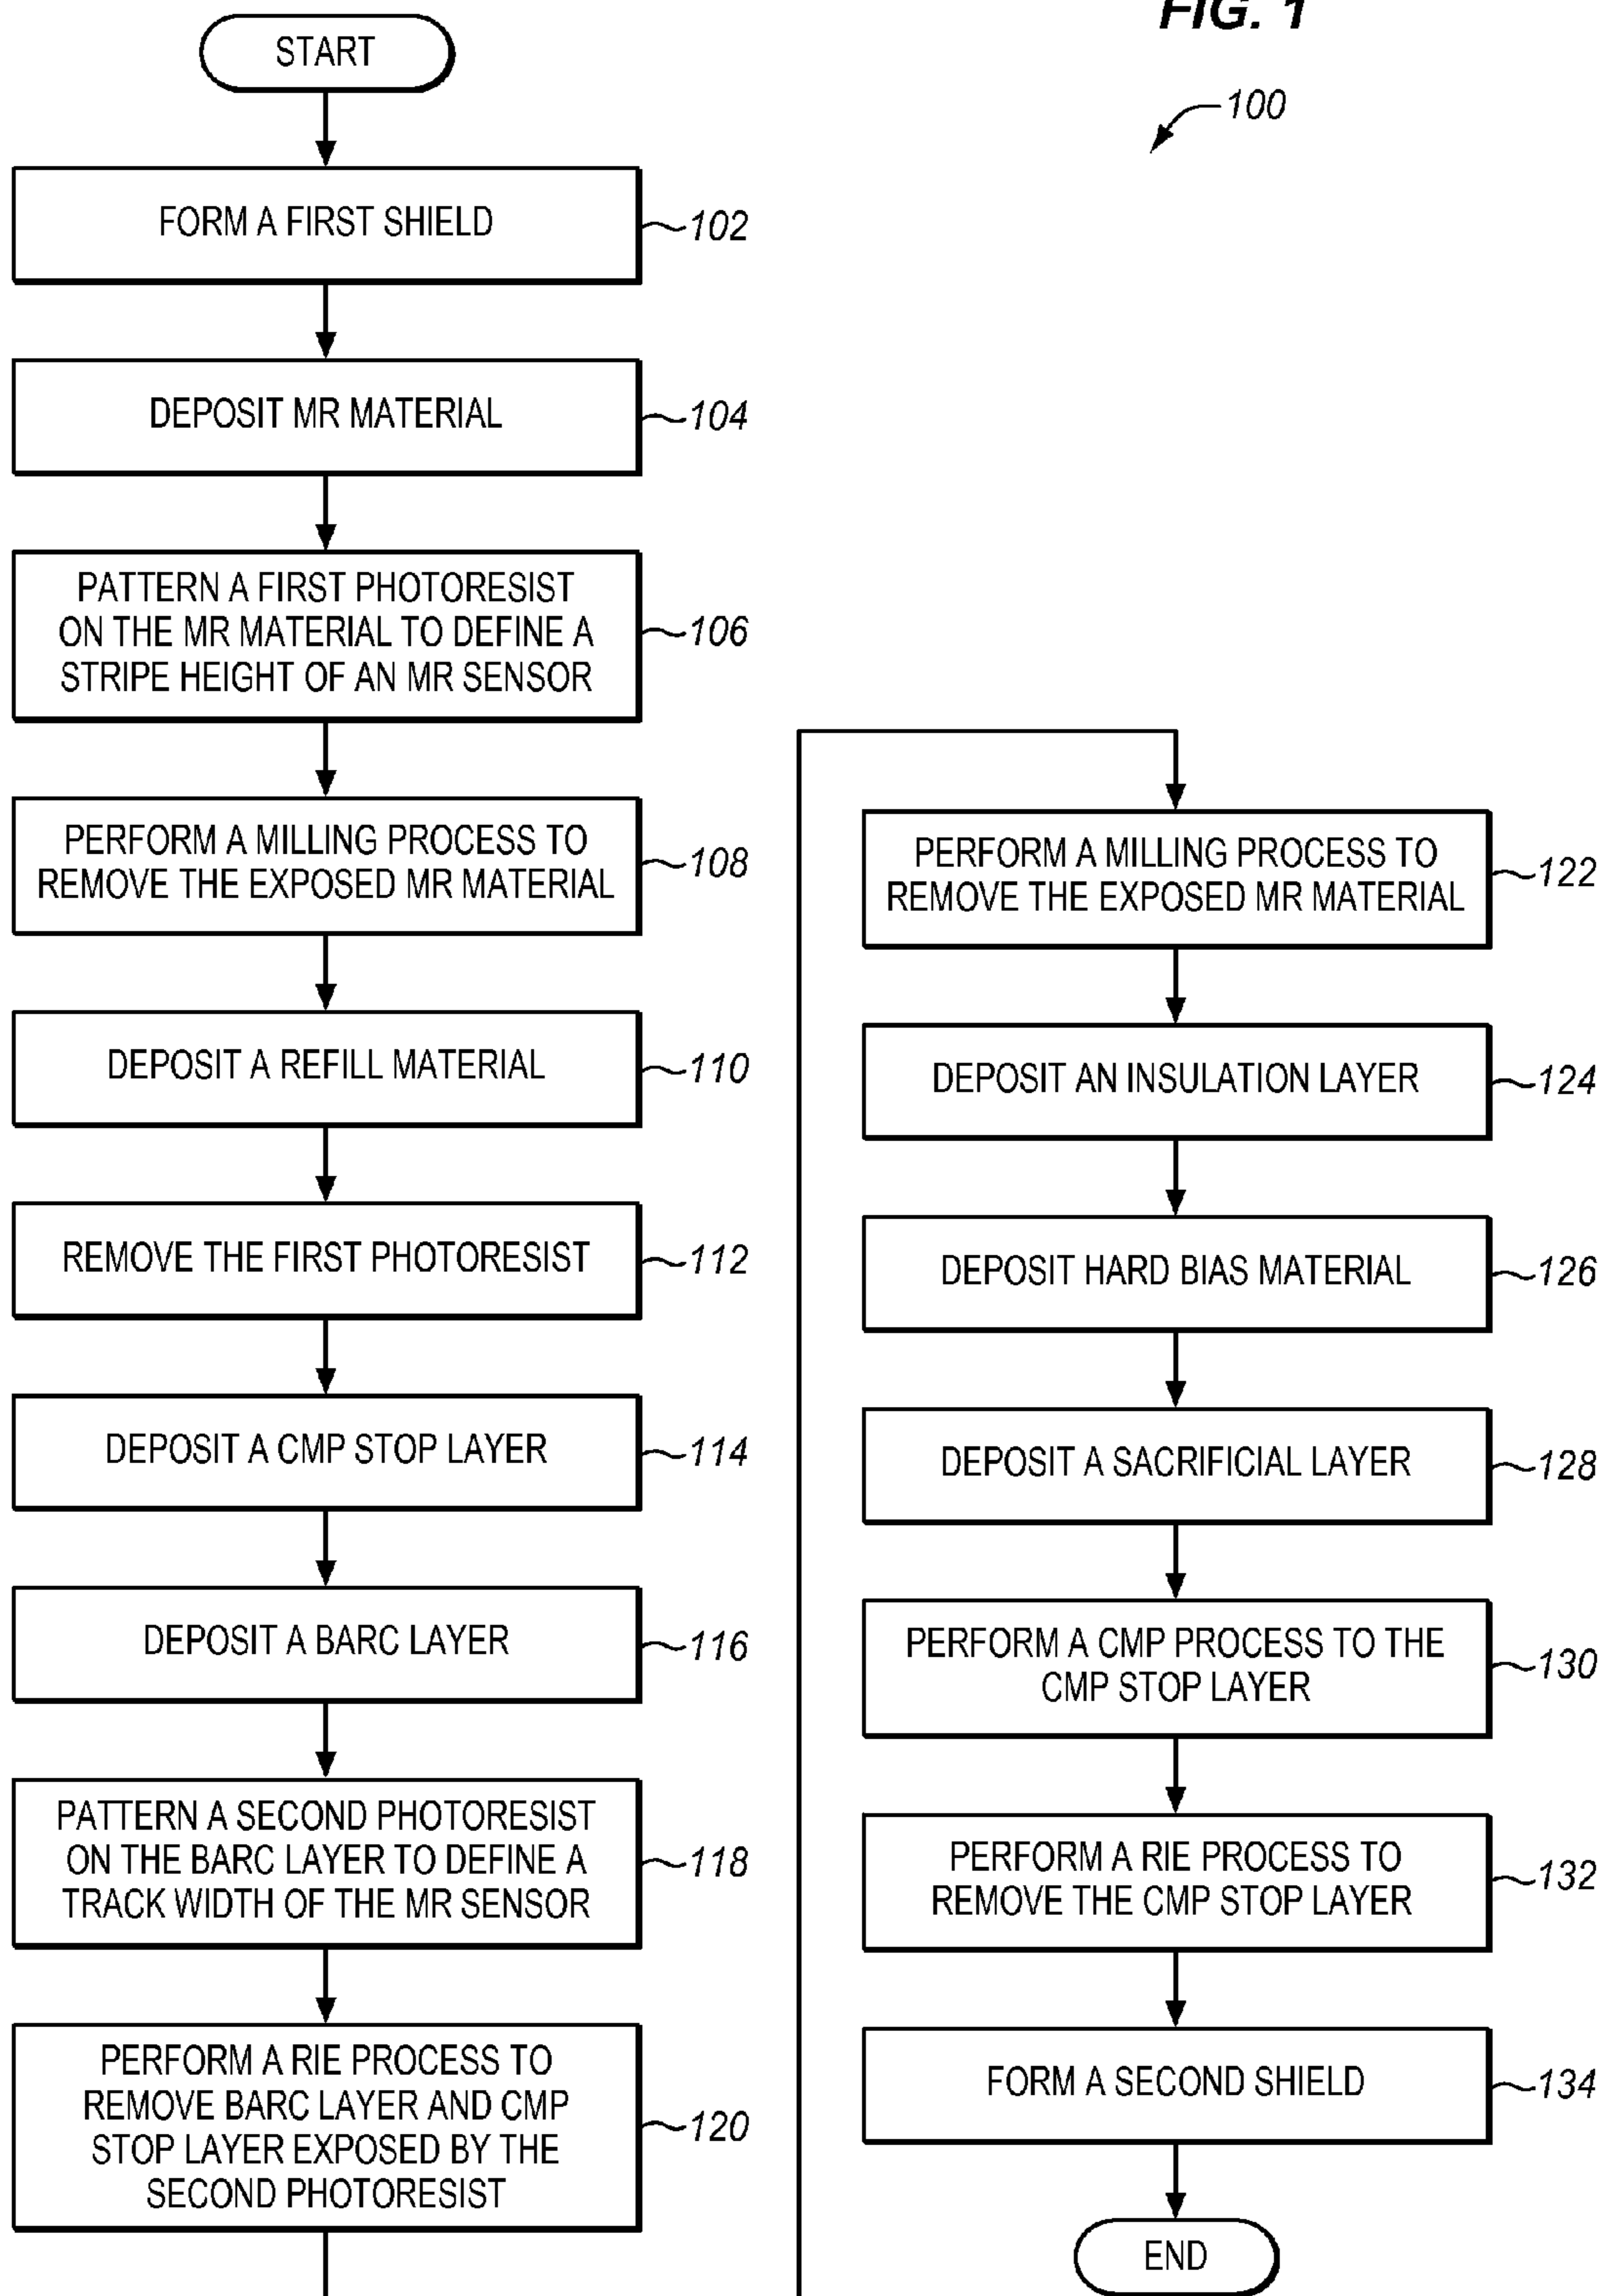 FIG. 1
100
START
FORM A FIRST SHIELD
102
DEPOSIT MR MATERIAL
104
PATTERN A FIRST PHOTORESIST
ON THE MR MATERIAL TO DEFINE A
STRIPE HEIGHT OF AN MR SENSOR
106
PERFORM A MILLING PROCESS TO
REMOVE THE EXPOSED MR MATERIAL
108
DEPOSIT A REFILL MATERIAL
110
REMOVE THE FIRST PHOTORESIST
112
DEPOSIT A CMP STOP LAYER
114
DEPOSIT A BARC LAYER
116
PATTERN A SECOND PHOTORESIST
ON THE BARC LAYER TO DEFINE A
TRACK WIDTH OF THE MR SENSOR
118
PERFORM A RIE PROCESS TO
REMOVE BARC LAYER AND CMP
STOP LAYER EXPOSED BY THE
SECOND PHOTORESIST
120
PERFORM A MILLING PROCESS TO
REMOVE THE EXPOSED MR MATERIAL
122
DEPOSIT AN INSULATION LAYER
124
DEPOSIT HARD BIAS MATERIAL
126
DEPOSIT A SACRIFICIAL LAYER
128
PERFORM A CMP PROCESS TO THE
CMP STOP LAYER
130
PERFORM A RIE PROCESS TO
REMOVE THE CMP STOP LAYER
132
FORM A SECOND SHIELD
134
END